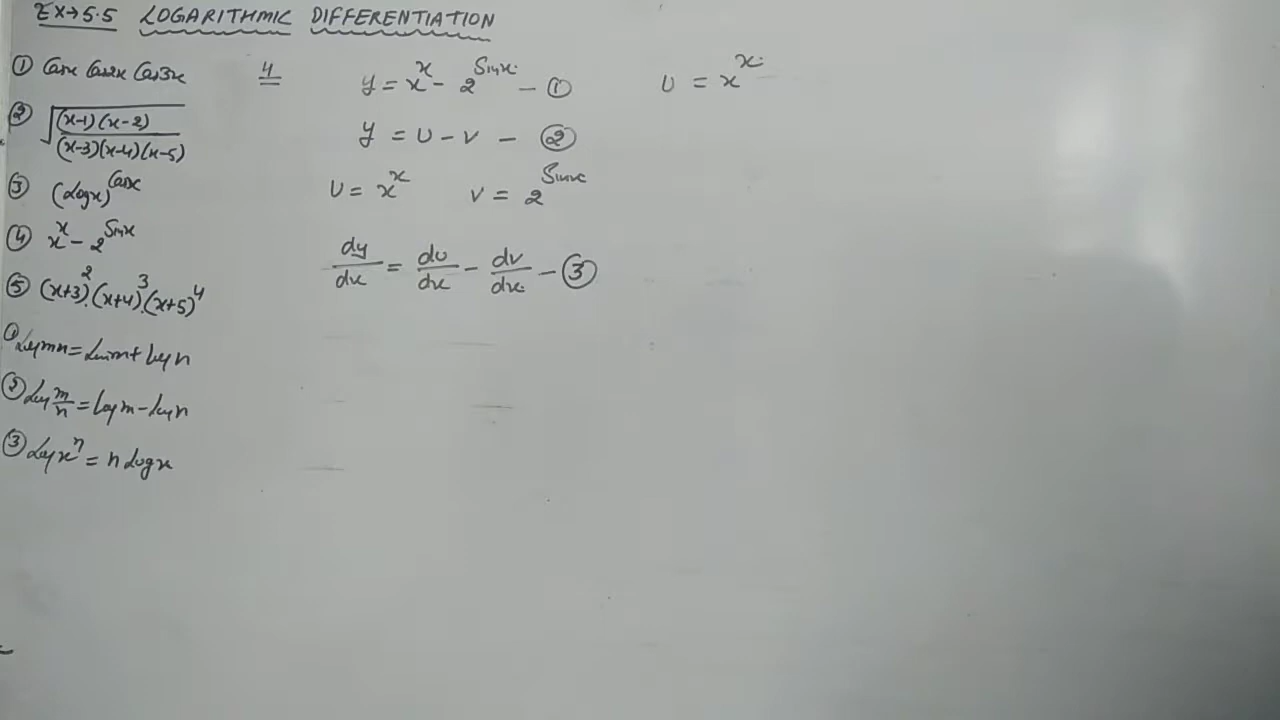 EX→5.5 LOGARITHMIC DIFFERENTIATION
① Cosx Cos2x Cos3x
② √((x-1)(x-2) / (x-3)(x-4)(x-5))
③ (Logx)^Cosx
④ x^x - 2^Sinx
⑤ (x+3)^2.(x+4)^3.(x+5)^4
① Log mn = Log m + Log n
② Log m/n = Log m - Log n
③ Log x^n = n Log x
4
y = x^x - 2^Sinx - ①
y = U - V - ②
U = x^x V = 2^Sinx
dy/dx = du/dx - dv/dx - ③
U = x^x